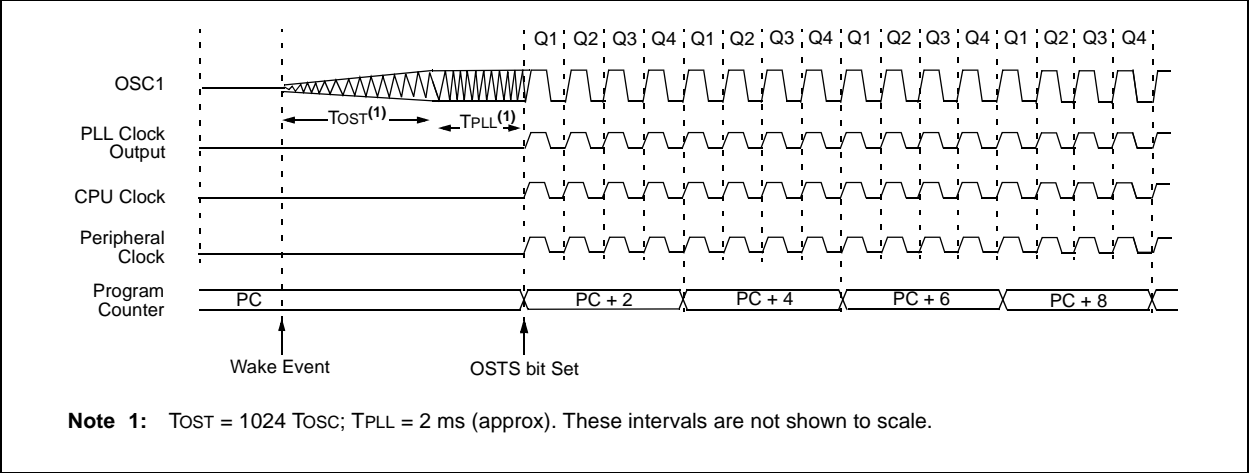 Q1 Q2 Q3 Q4 Q1 Q2 Q3 Q4 Q1 Q2 Q3 Q4 Q1 Q2 Q3 Q4
OSC1
TOST(1)
TPLL(1)
PLL Clock
Output
CPU Clock
Peripheral
Clock
Program
Counter
PC
PC + 2
PC + 4
PC + 6
PC + 8
Wake Event
OSTS bit Set
Note 1: TOST = 1024 TOSC; TPLL = 2 ms (approx). These intervals are not shown to scale.